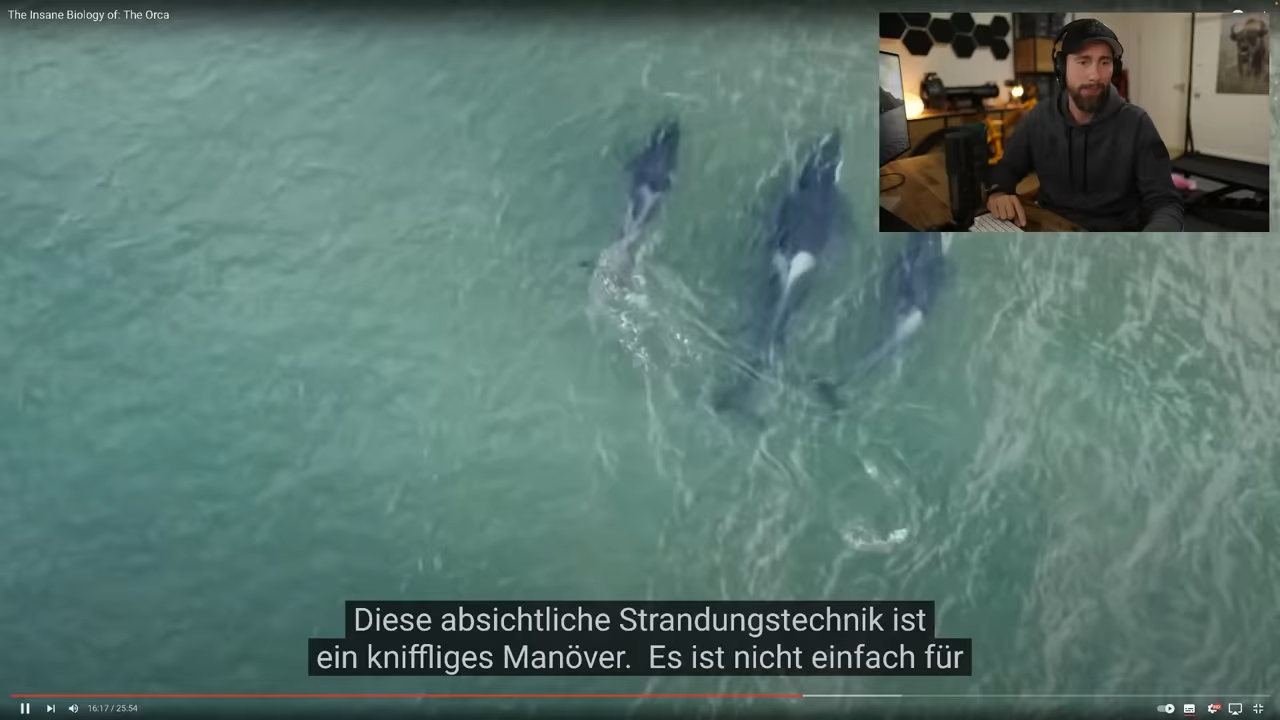 The Insane Biology of: The Orca
Diese absichtliche Strandungstechnik ist
ein kniffliges Manöver.  Es ist nicht einfach für
16:17 / 25:54